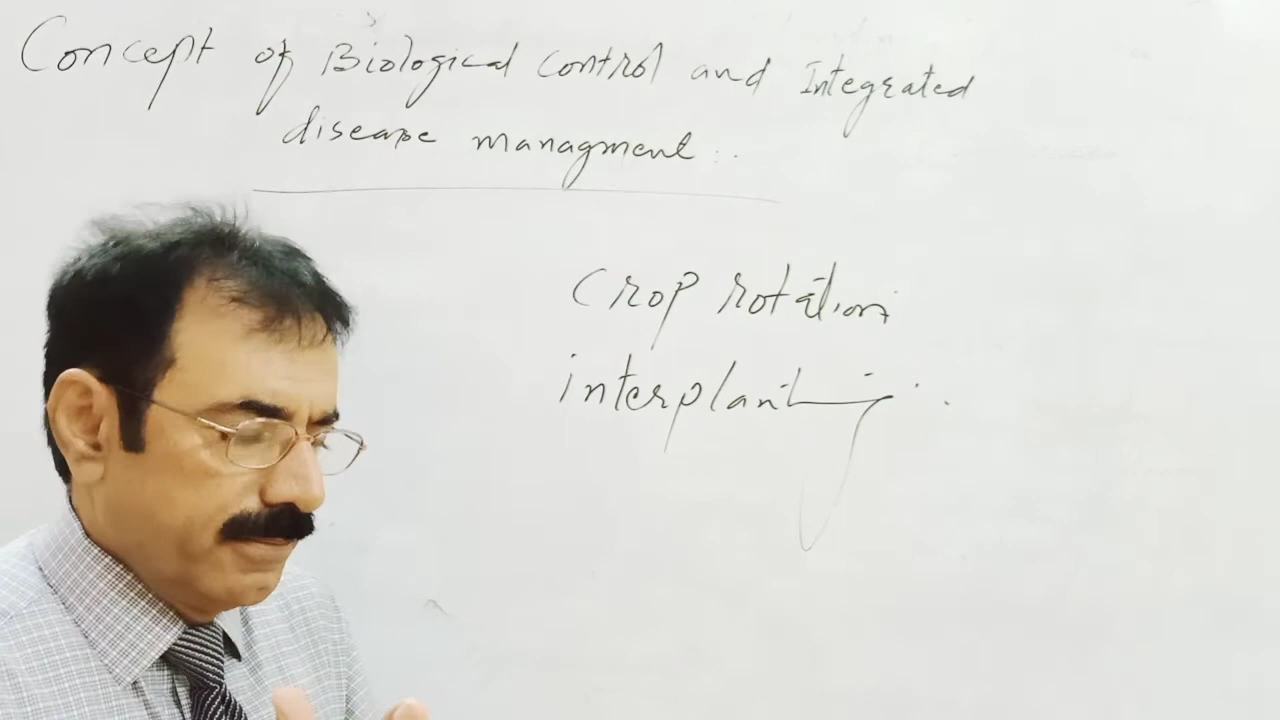 Concept of Biological control and Integrated
disease managment..
Crop rotation
interplanting..